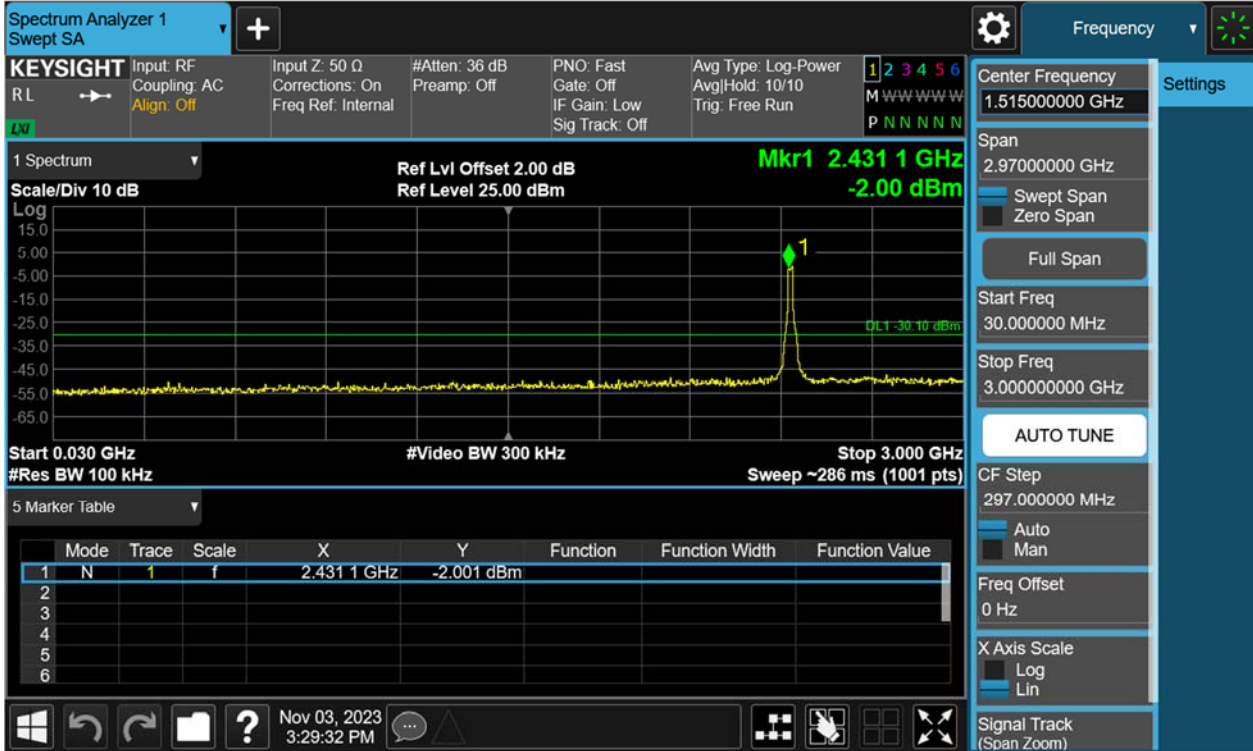 Spectrum Analyzer 1
Swept SA
Frequency
KEYSIGHT
R L
LXI
Input: RF
Coupling: AC
Align: Off
Input Z: 50 Ω
Corrections: On
Freq Ref: Internal
#Atten: 36 dB
Preamp: Off
PNO: Fast
Gate: Off
IF Gain: Low
Sig Track: Off
Avg Type: Log-Power
Avg|Hold: 10/10
Trig: Free Run
1 2 3 4 5 6
M W W W W W
P N N N N N
1 Spectrum
Scale/Div 10 dB
Ref Lvl Offset 2.00 dB
Ref Level 25.00 dBm
Mkr1 2.431 1 GHz
-2.00 dBm
Log
15.0
5.00
-5.00
-15.0
-25.0
-35.0
-45.0
-55.0
-65.0
1
DL1 -30.10 dBm
Start 0.030 GHz
#Video BW 300 kHz
Stop 3.000 GHz
#Res BW 100 kHz
Sweep ~286 ms (1001 pts)
5 Marker Table
Mode Trace Scale X Y Function Function Width Function Value
1 N 1 f 2.431 1 GHz -2.001 dBm
2
3
4
5
6
?
Nov 03, 2023
3:29:32 PM
Center Frequency
1.515000000 GHz
Settings
Span
2.97000000 GHz
Swept Span
Zero Span
Full Span
Start Freq
30.000000 MHz
Stop Freq
3.000000000 GHz
AUTO TUNE
CF Step
297.000000 MHz
Auto
Man
Freq Offset
0 Hz
X Axis Scale
Log
Lin
Signal Track
(Span Zoom)